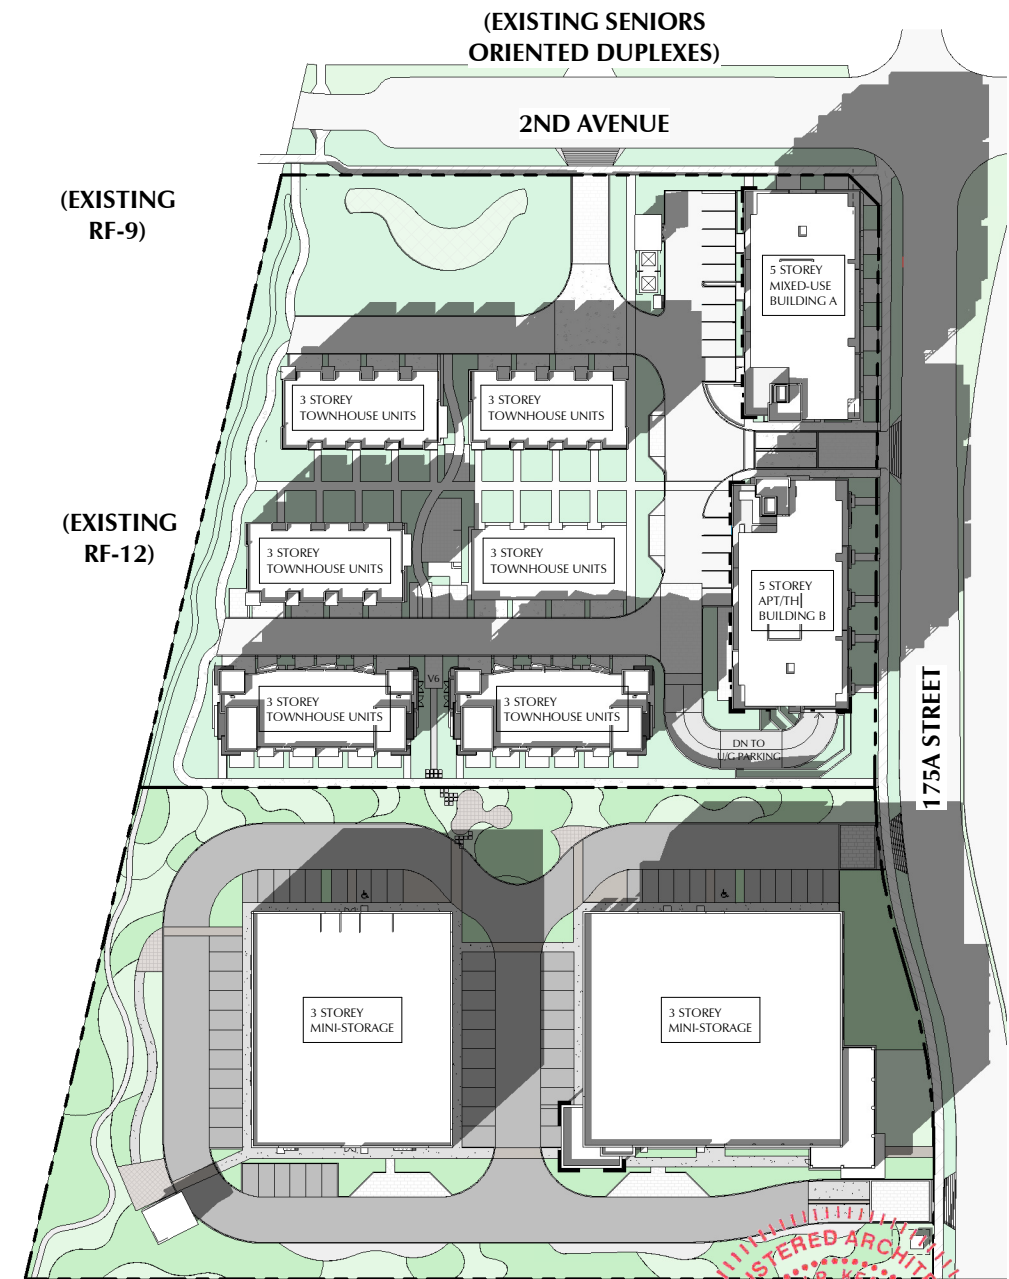 (EXISTING SENIORS
ORIENTED DUPLEXES)
2ND AVENUE
(EXISTING
RF-9)
5 STOREY
MIXED-USE
BUILDING A
3 STOREY
TOWNHOUSE UNITS
3 STOREY
TOWNHOUSE UNITS
(EXISTING
RF-12)
3 STOREY
TOWNHOUSE UNITS
3 STOREY
TOWNHOUSE UNITS
5 STOREY
APT/TH
BUILDING B
V6
3 STOREY
TOWNHOUSE UNITS
3 STOREY
TOWNHOUSE UNITS
175A STREET
DN TO
U/G PARKING
3 STOREY
MINI-STORAGE
3 STOREY
MINI-STORAGE